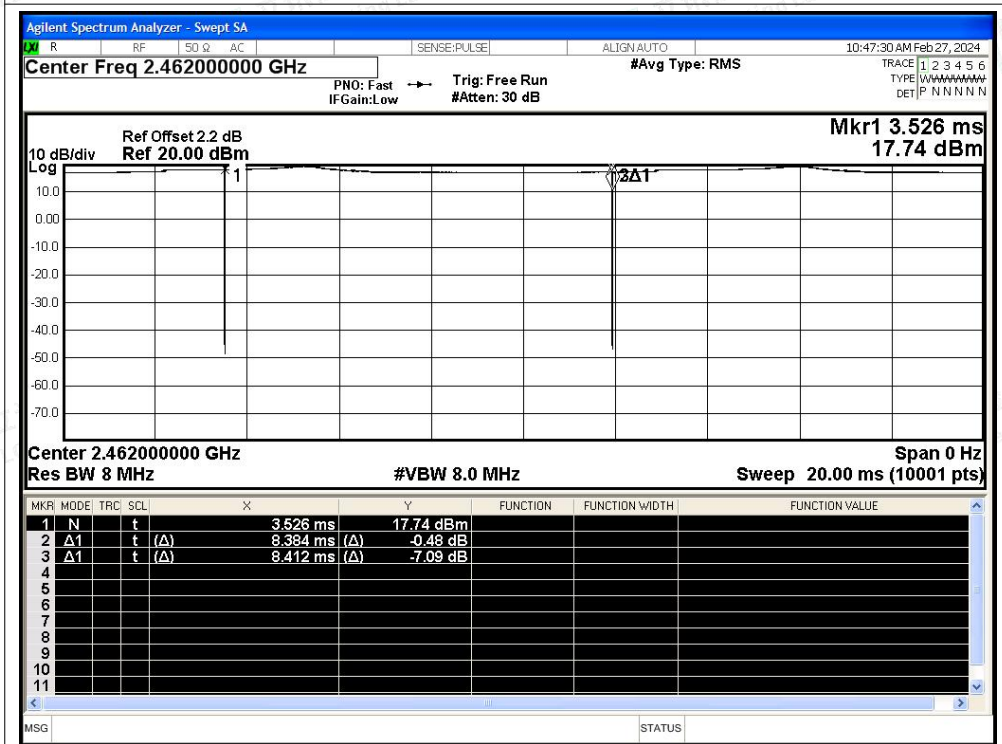 Agilent Spectrum Analyzer - Swept SA
LXI R RF 50 Ω AC SENSE:PULSE ALIGN AUTO 10:47:30 AM Feb 27, 2024
Center Freq 2.462000000 GHz #Avg Type: RMS TRACE 1 2 3 4 5 6
PNO: Fast Trig: Free Run TYPE WWWWWW
IFGain:Low #Atten: 30 dB DET P N N N N N
Mkr1 3.526 ms
Ref Offset 2.2 dB
10 dB/div Ref 20.00 dBm 17.74 dBm
Log
1 3Δ1
10.0
0.00
-10.0
-20.0
-30.0
-40.0
-50.0
-60.0
-70.0
Center 2.462000000 GHz Span 0 Hz
Res BW 8 MHz #VBW 8.0 MHz Sweep 20.00 ms (10001 pts)
MKR MODE TRC SCL X Y FUNCTION FUNCTION WIDTH FUNCTION VALUE
1 N t 3.526 ms 17.74 dBm
2 Δ1 t (Δ) 8.384 ms (Δ) -0.48 dB
3 Δ1 t (Δ) 8.412 ms (Δ) -7.09 dB
4
5
6
7
8
9
10
11
MSG STATUS